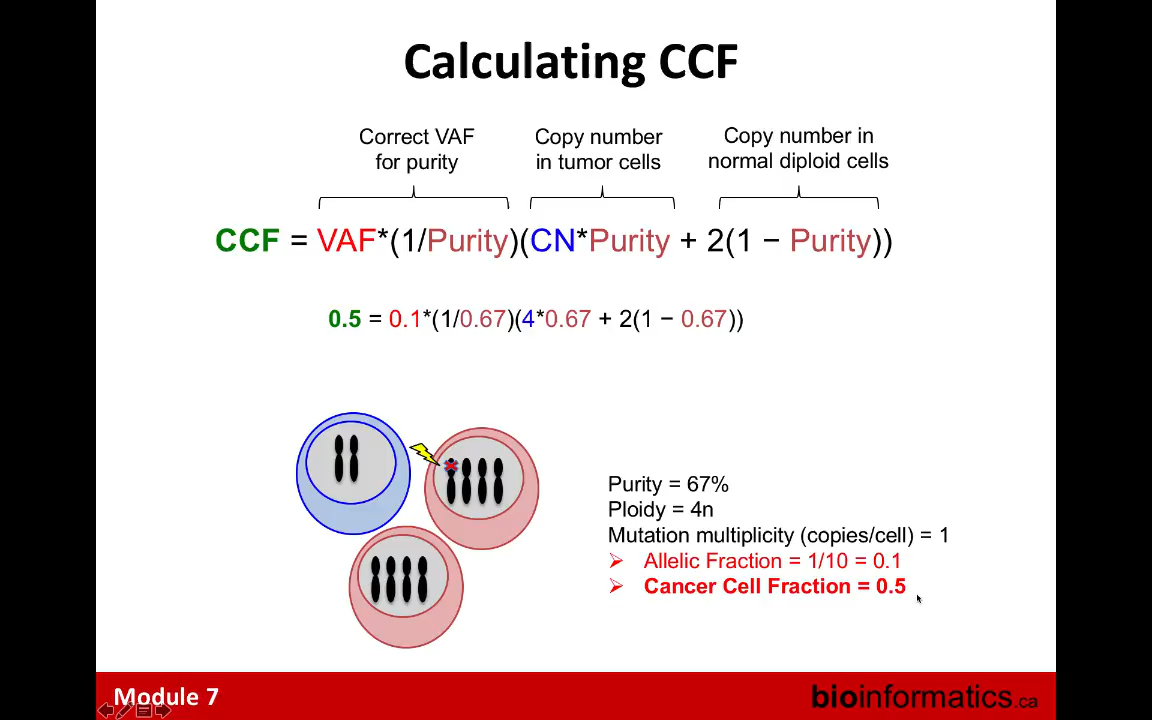 Calculating CCF
Correct VAF
for purity
Copy number
in tumor cells
Copy number in
normal diploid cells
CCF = VAF*(1/Purity)(CN*Purity + 2(1 − Purity))
0.5 = 0.1*(1/0.67)(4*0.67 + 2(1 − 0.67))
Purity = 67%
Ploidy = 4n
Mutation multiplicity (copies/cell) = 1
➢ Allelic Fraction = 1/10 = 0.1
➢ Cancer Cell Fraction = 0.5
Module 7
bioinformatics.ca